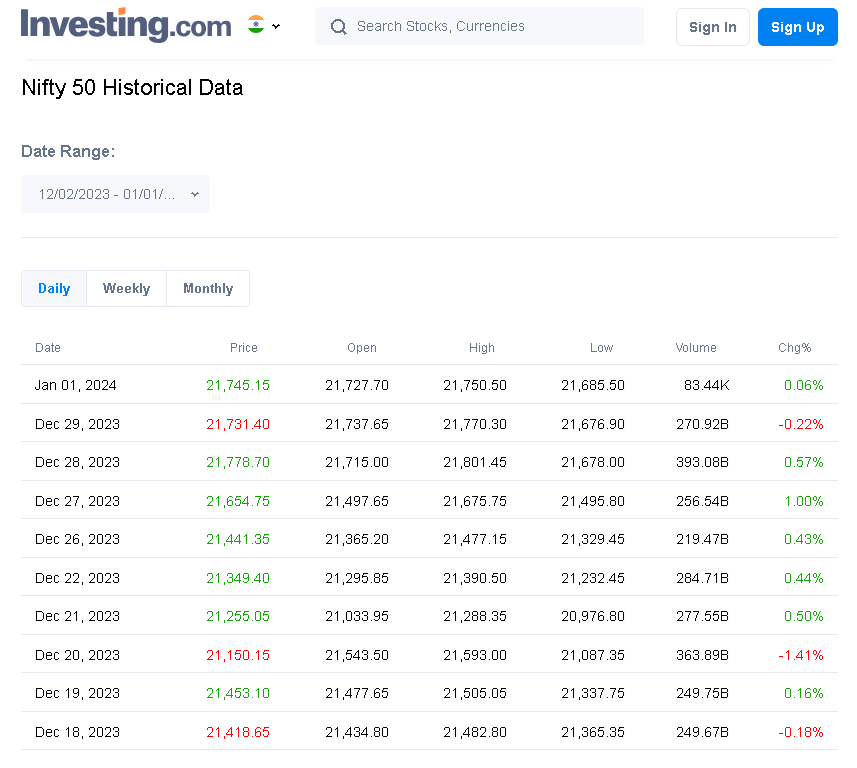 Investing.com
Search Stocks, Currencies
Sign In
Sign Up
Nifty 50 Historical Data
Date Range:
12/02/2023 - 01/01/...
Daily Weekly Monthly
Date Price Open High Low Volume Chg%
Jan 01, 2024 21,745.15 21,727.70 21,750.50 21,685.50 83.44K 0.06%
Dec 29, 2023 21,731.40 21,737.65 21,770.30 21,676.90 270.92B -0.22%
Dec 28, 2023 21,778.70 21,715.00 21,801.45 21,678.00 393.08B 0.57%
Dec 27, 2023 21,654.75 21,497.65 21,675.75 21,495.80 256.54B 1.00%
Dec 26, 2023 21,441.35 21,365.20 21,477.15 21,329.45 219.47B 0.43%
Dec 22, 2023 21,349.40 21,295.85 21,390.50 21,232.45 284.71B 0.44%
Dec 21, 2023 21,255.05 21,033.95 21,288.35 20,976.80 277.55B 0.50%
Dec 20, 2023 21,150.15 21,543.50 21,593.00 21,087.35 363.89B -1.41%
Dec 19, 2023 21,453.10 21,477.65 21,505.05 21,337.75 249.75B 0.16%
Dec 18, 2023 21,418.65 21,434.80 21,482.80 21,365.35 249.67B -0.18%